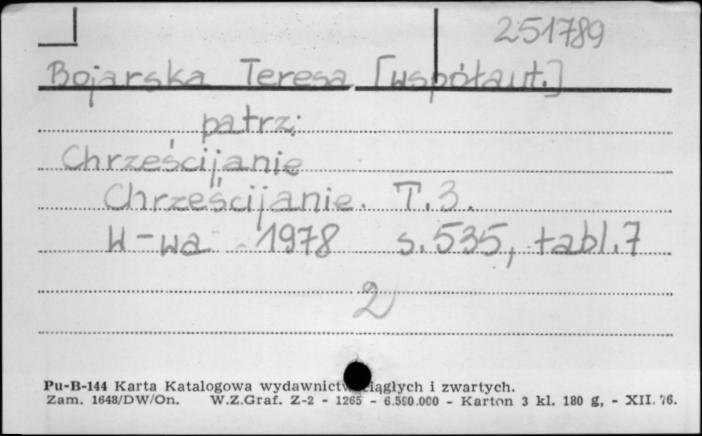 251789
Bojarska Teresa [współaut.]
patrz:
Chrześcijanie
Chrześcijanie. T.3.
W-wa 1978 s.535, tabl.7
2
Pu-B-144 Karta Katalogowa wydawnictw ciągłych i zwartych.
Zam. 1648/DW/On. W.Z.Graf. Z-2 - 1265 - 6.500.000 - Karton 3 kl. 180 g, - XII. 76.